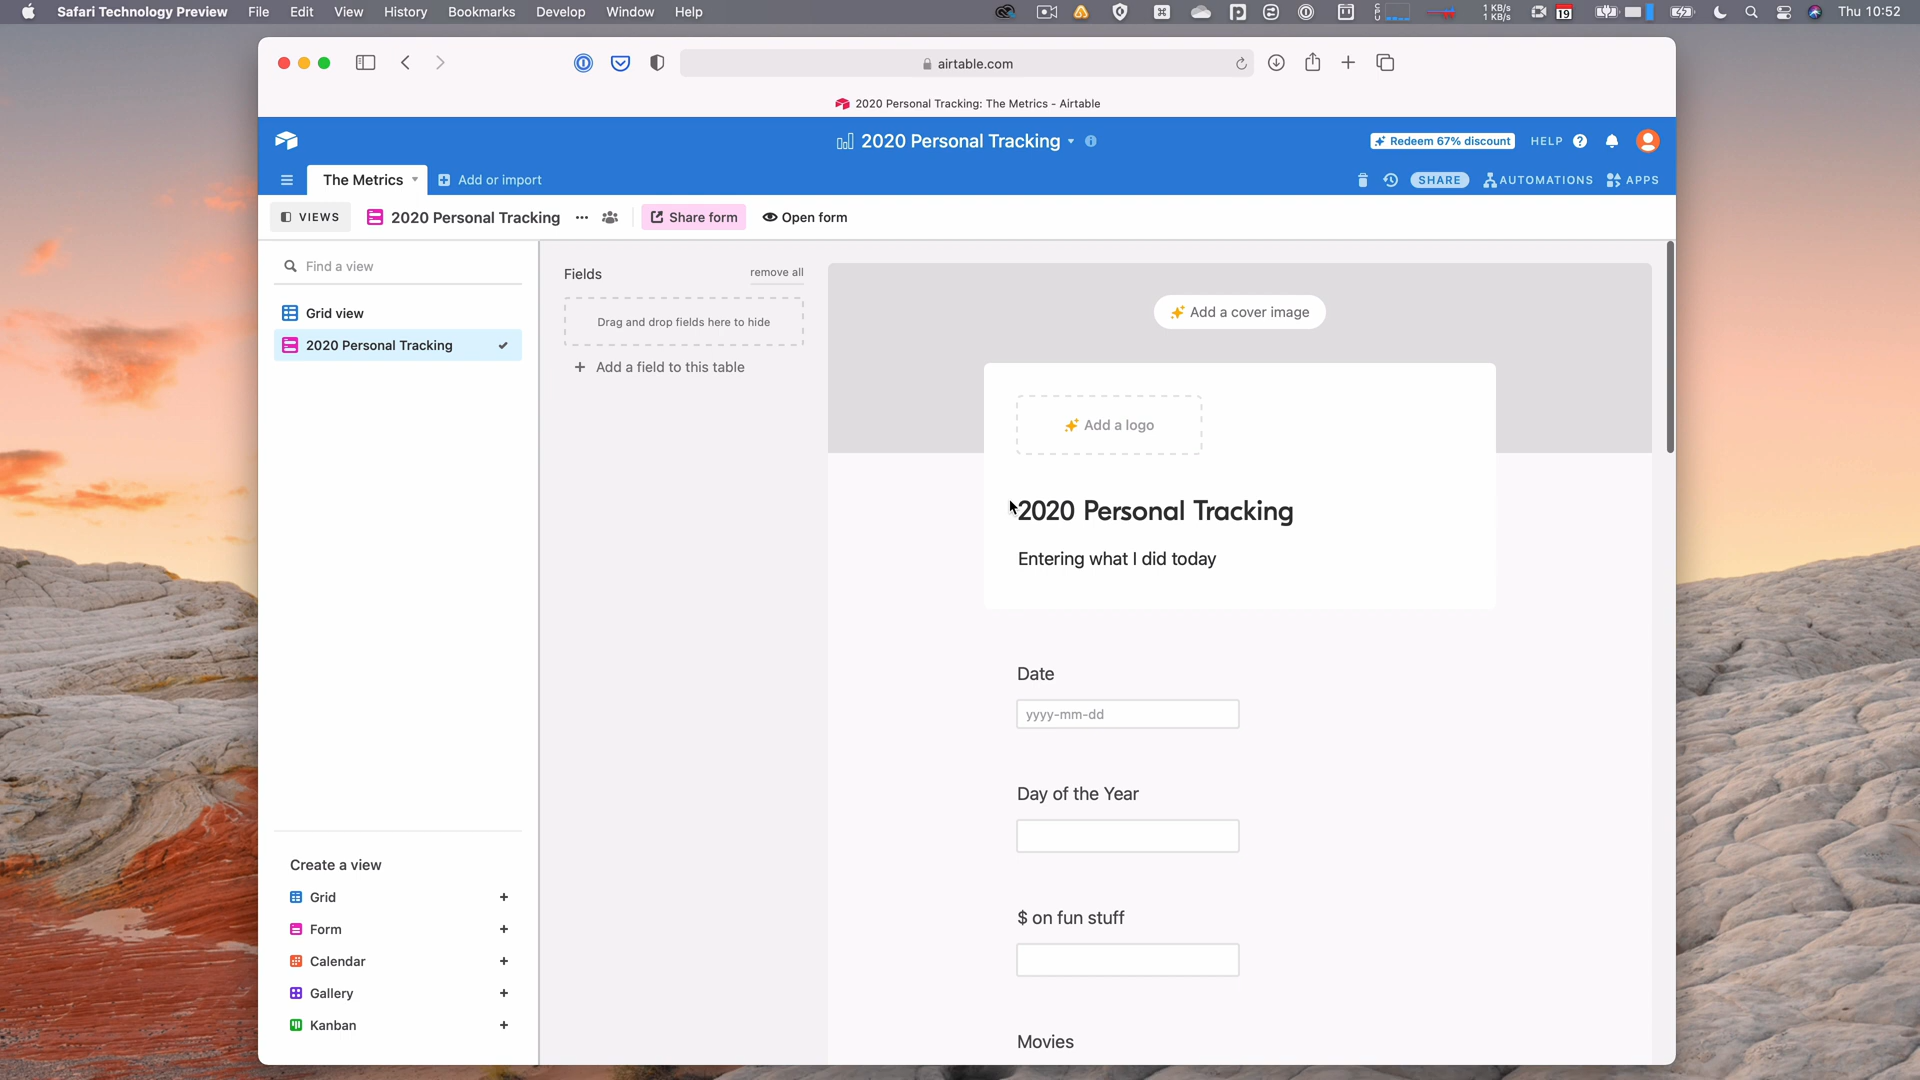 Safari Technology Preview File Edit View History Bookmarks Develop Window Help
1 KB/s
1 KB/s
19
Thu 10:52
airtable.com
2020 Personal Tracking: The Metrics - Airtable
2020 Personal Tracking
Redeem 67% discount
HELP
The Metrics
Add or import
SHARE
AUTOMATIONS
APPS
VIEWS
2020 Personal Tracking
Share form
Open form
Find a view
Grid view
2020 Personal Tracking
Create a view
Grid
Form
Calendar
Gallery
Kanban
Fields
remove all
Drag and drop fields here to hide
+ Add a field to this table
Add a cover image
Add a logo
2020 Personal Tracking
Entering what I did today
Date
yyyy-mm-dd
Day of the Year
$ on fun stuff
Movies